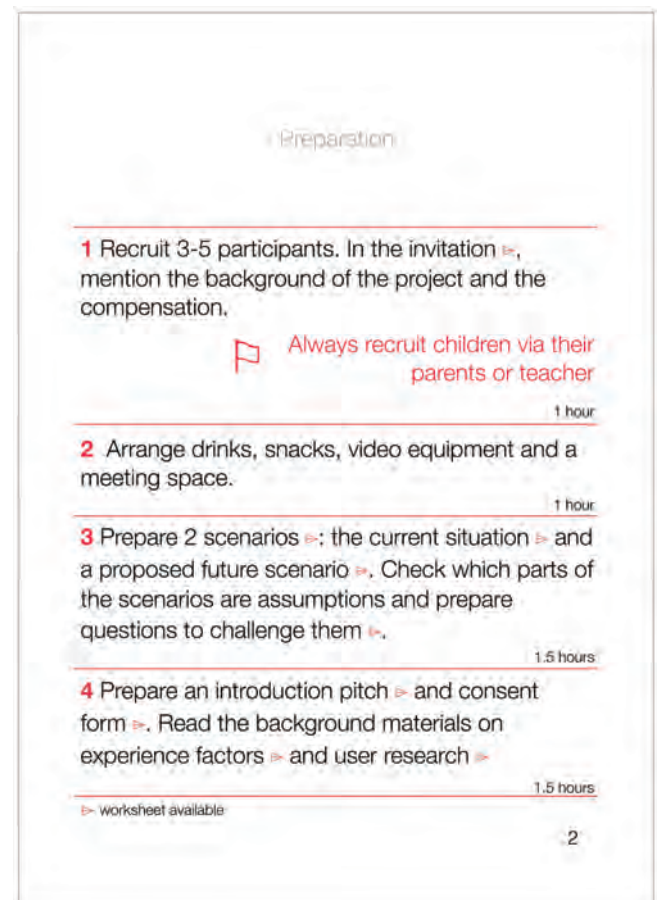 Preparation
1 Recruit 3-5 participants. In the invitation ⌲,
mention the background of the project and the
compensation.
Always recruit children via their
parents or teacher
1 hour
2 Arrange drinks, snacks, video equipment and a
meeting space.
1 hour
3 Prepare 2 scenarios ⌲: the current situation ⌲ and
a proposed future scenario ⌲. Check which parts of
the scenarios are assumptions and prepare
questions to challenge them ⌲.
1.5 hours
4 Prepare an introduction pitch ⌲ and consent
form ⌲. Read the background materials on
experience factors ⌲ and user research ⌲
1.5 hours
⌲ worksheet available
2